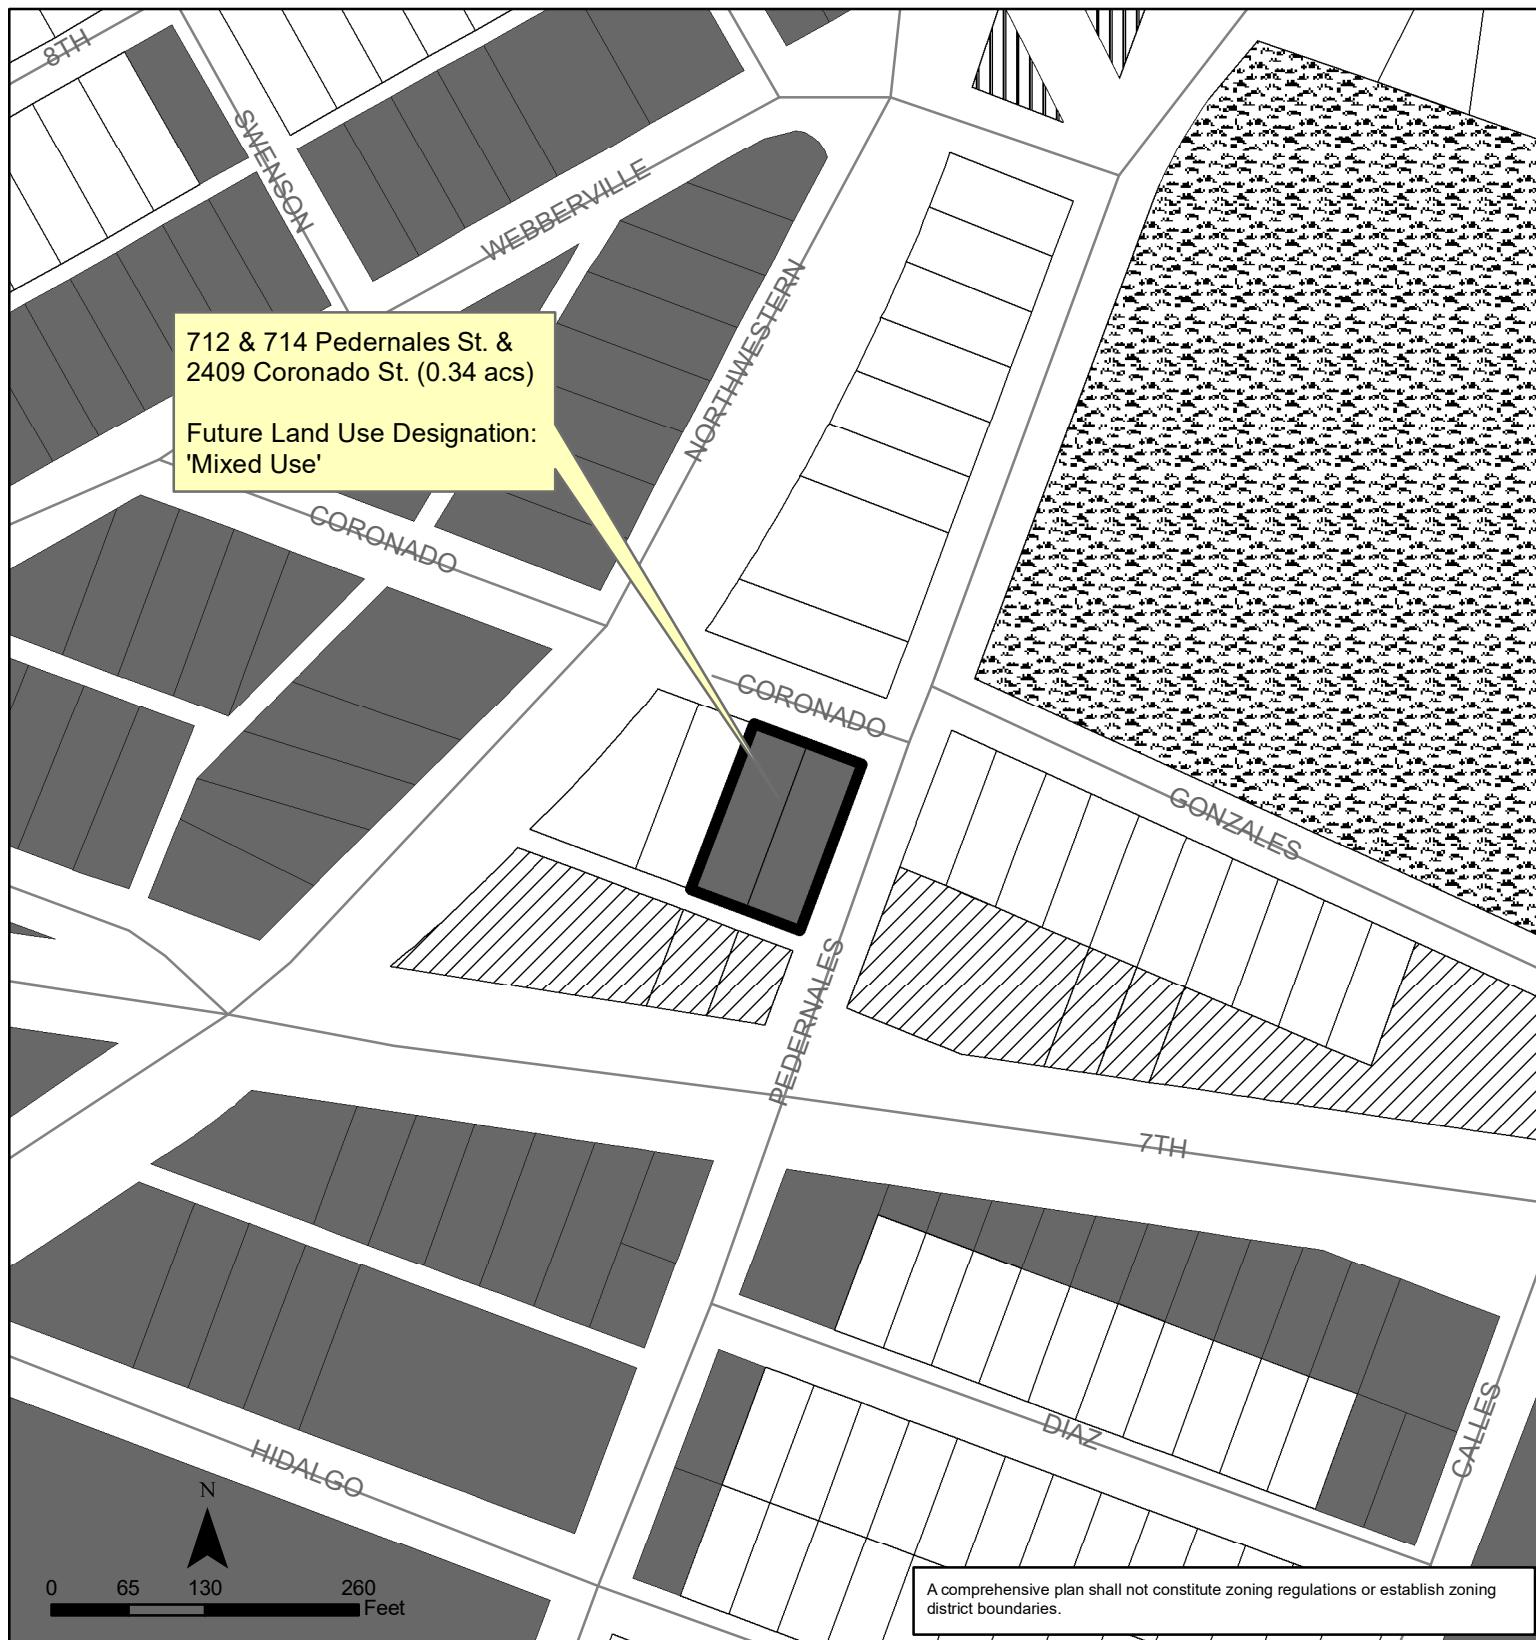 8TH
SWENSON
WEBBERVILLE
NORTHWESTERN
712 & 714 Pedernales St. &
2409 Coronado St. (0.34 acs)
Future Land Use Designation:
'Mixed Use'
CORONADO
CORONADO
GONZALES
PEDERNALES
7TH
DIAZ
CALLES
HIDALGO
N
0 65 130 260
Feet
A comprehensive plan shall not constitute zoning regulations or establish zoning
district boundaries.